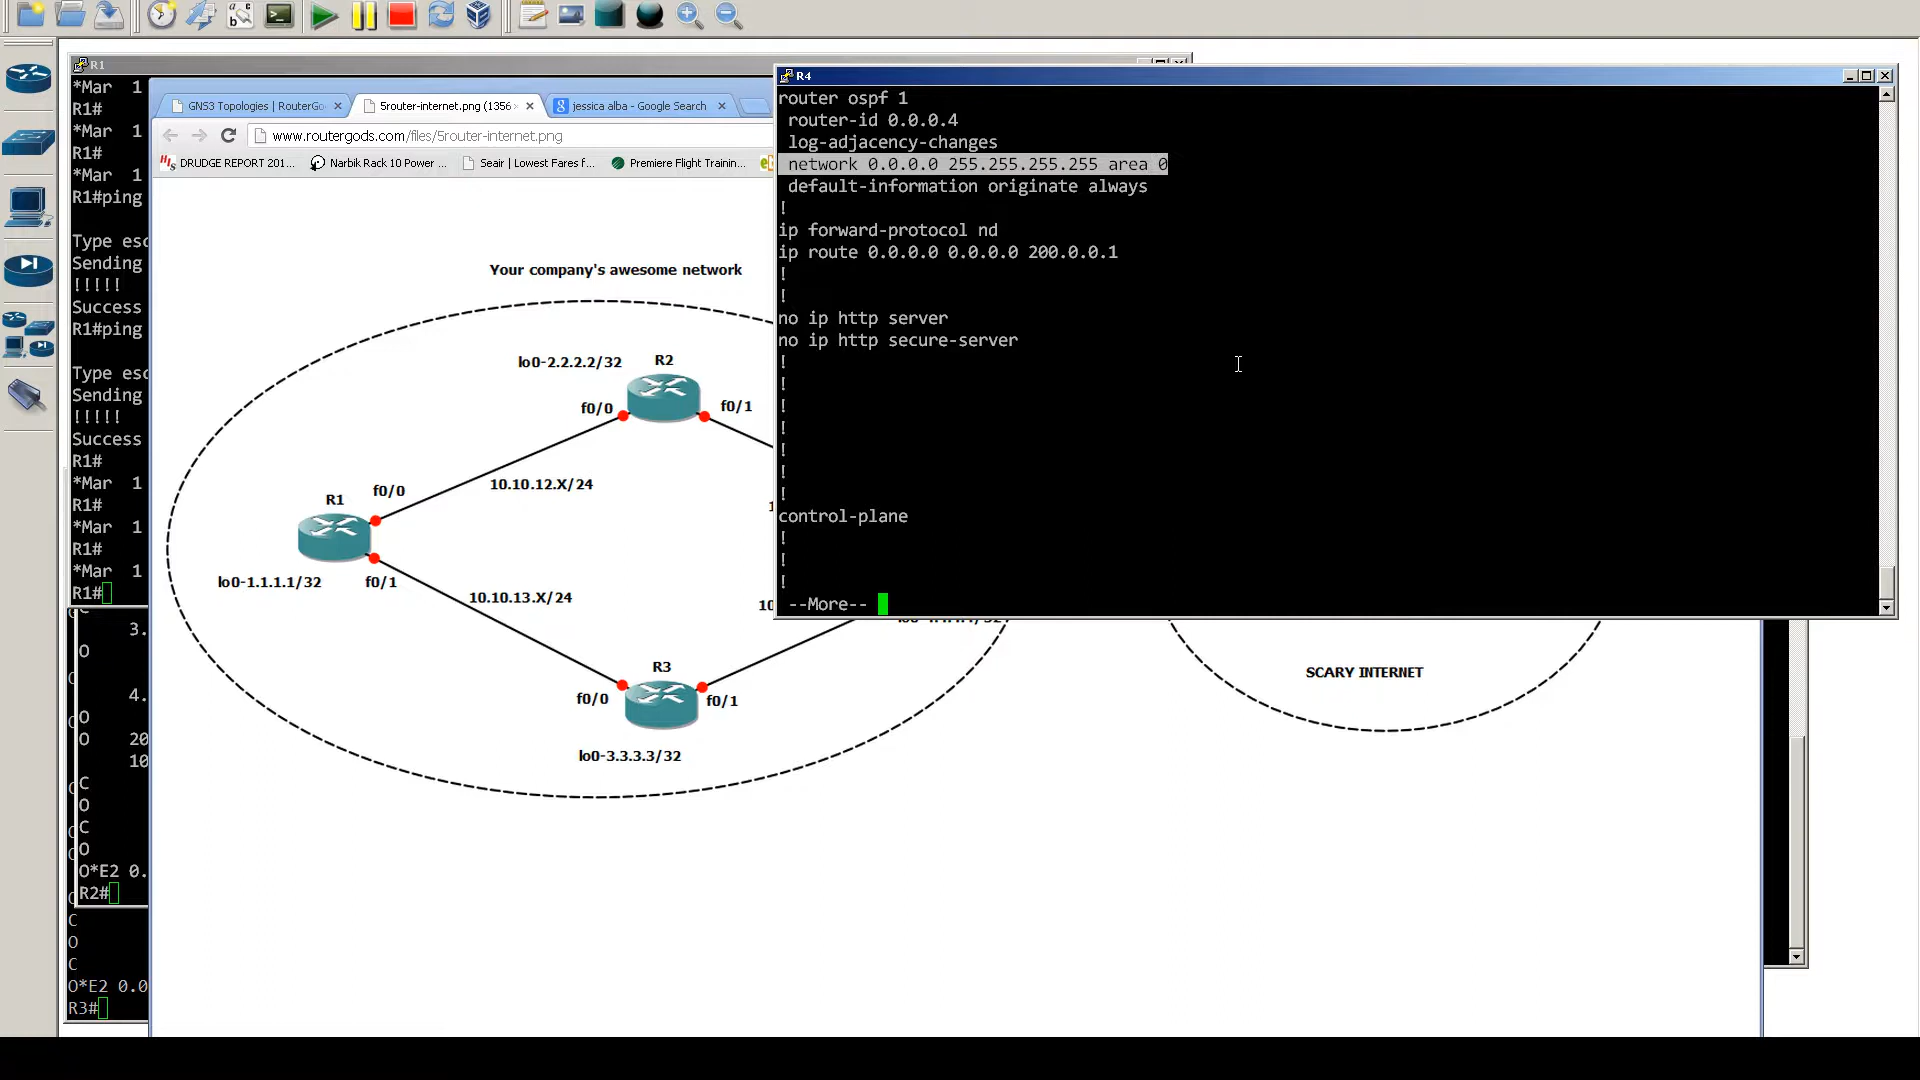 R1
*Mar  1
R1#
*Mar  1
R1#
*Mar  1
R1#ping
Type esc
Sending
!!!!!
Success
R1#ping
Type esc
Sending
!!!!!
Success
R1#
*Mar  1
R1#
*Mar  1
R1#
*Mar  1
R1#
3.
O
4.
O
O     20
10
C
O
C
O
O*E2 0.
R2#
C
O
C
O*E2 0.0
R3#
GNS3 Topologies | RouterGo
5router-internet.png (1356
jessica alba - Google Search
www.routergods.com/files/5router-internet.png
DRUDGE REPORT 201...
Narbik Rack 10 Power ...
Seair | Lowest Fares f...
Premiere Flight Trainin...
Your company's awesome network
lo0-2.2.2.2/32
R2
f0/0
f0/1
10.10.12.X/24
R1
f0/0
lo0-1.1.1.1/32
f0/1
10.10.13.X/24
R3
f0/0
f0/1
lo0-3.3.3.3/32
SCARY INTERNET
R4
router ospf 1
router-id 0.0.0.4
log-adjacency-changes
network 0.0.0.0 255.255.255.255 area 0
default-information originate always
!
ip forward-protocol nd
ip route 0.0.0.0 0.0.0.0 200.0.0.1
!
!
no ip http server
no ip http secure-server
!
!
!
!
!
!
!
control-plane
!
!
!
--More--